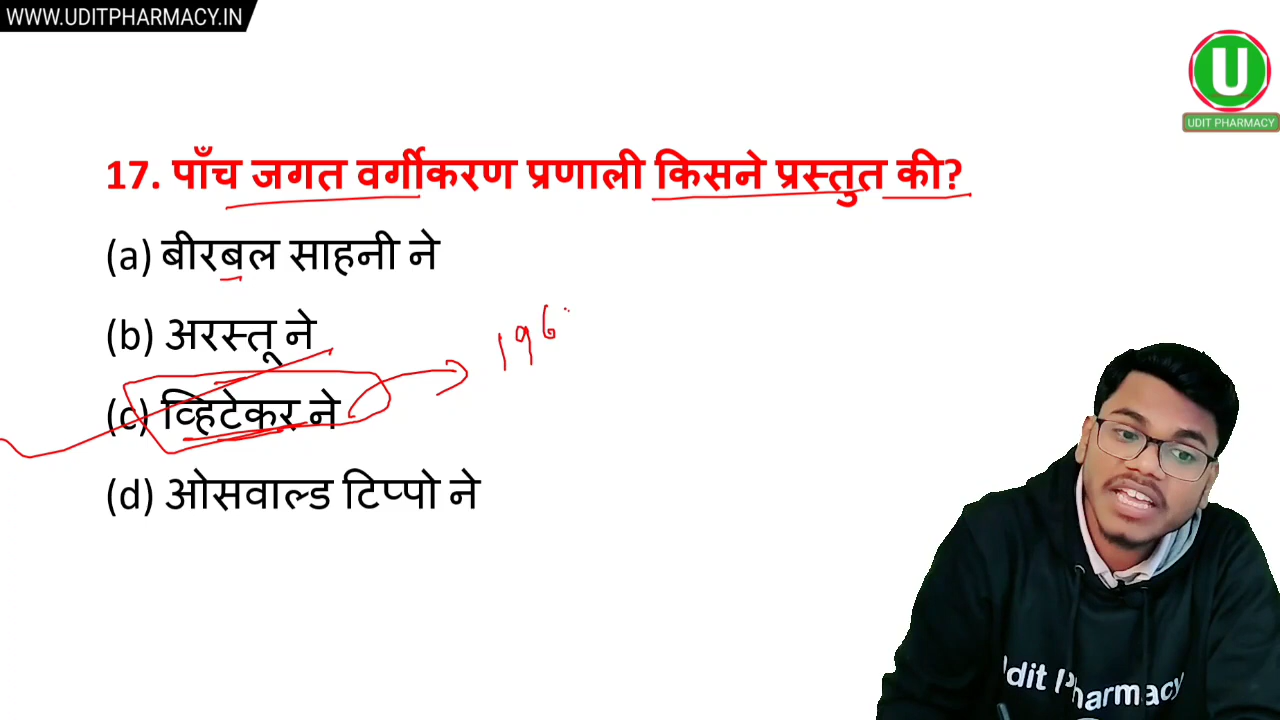 WWW.UDITPHARMACY.IN
U
UDIT PHARMACY
17. पाँच जगत वर्गीकरण प्रणाली किसने प्रस्तुत की?
(a) बीरबल साहनी ने
(b) अरस्तू ने
196
(c) व्हिटेकर ने
(d) ओसवाल्ड टिप्पो ने
Udit Pharmacy